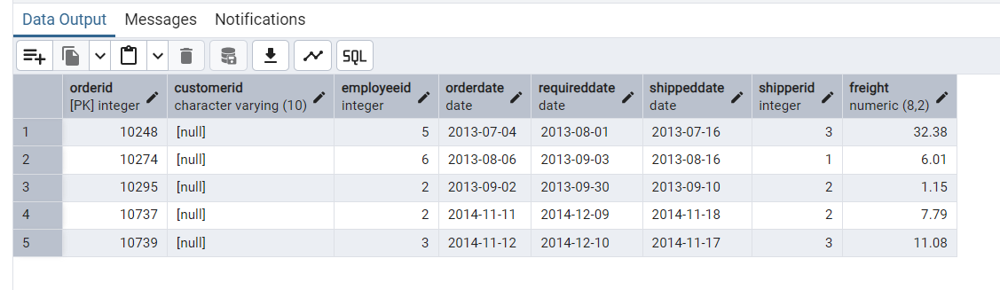 Data Output Messages Notifications
SQL
orderid customerid employeeid orderdate requireddate shippeddate shipperid freight
[PK] integer character varying (10) integer date date date integer numeric (8,2)
1 10248 [null] 5 2013-07-04 2013-08-01 2013-07-16 3 32.38
2 10274 [null] 6 2013-08-06 2013-09-03 2013-08-16 1 6.01
3 10295 [null] 2 2013-09-02 2013-09-30 2013-09-10 2 1.15
4 10737 [null] 2 2014-11-11 2014-12-09 2014-11-18 2 7.79
5 10739 [null] 3 2014-11-12 2014-12-10 2014-11-17 3 11.08